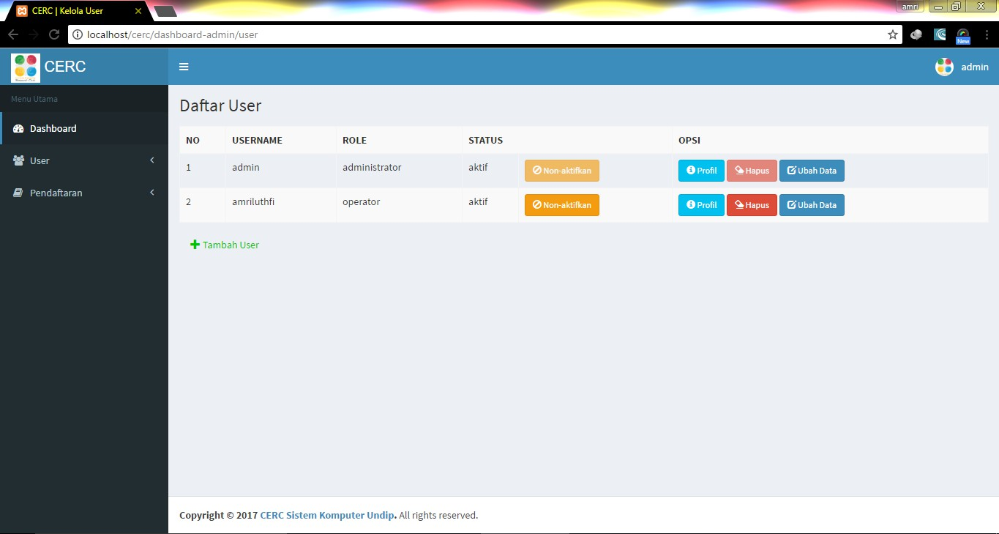 CERC | Kelola User
amri
localhost/cerc/dashboard-admin/user
New
CERC
admin
Menu Utama
Dashboard
User
Pendaftaran
Daftar User
NO USERNAME ROLE STATUS OPSI
1 admin administrator aktif Non-aktifkan Profil Hapus Ubah Data
2 amriluthfi operator aktif Non-aktifkan Profil Hapus Ubah Data
Tambah User
Copyright © 2017 CERC Sistem Komputer Undip. All rights reserved.